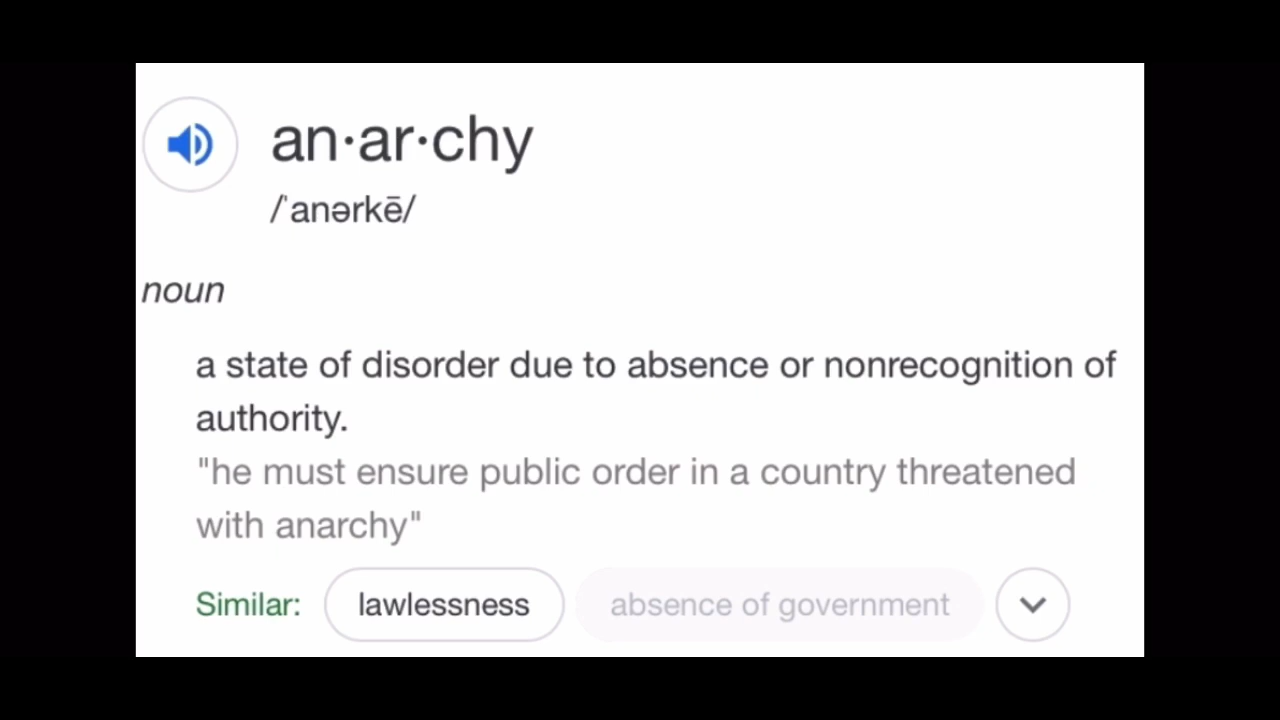 an·ar·chy
/ˈanərkē/
noun
a state of disorder due to absence or nonrecognition of
authority.
"he must ensure public order in a country threatened
with anarchy"
Similar: lawlessness absence of government